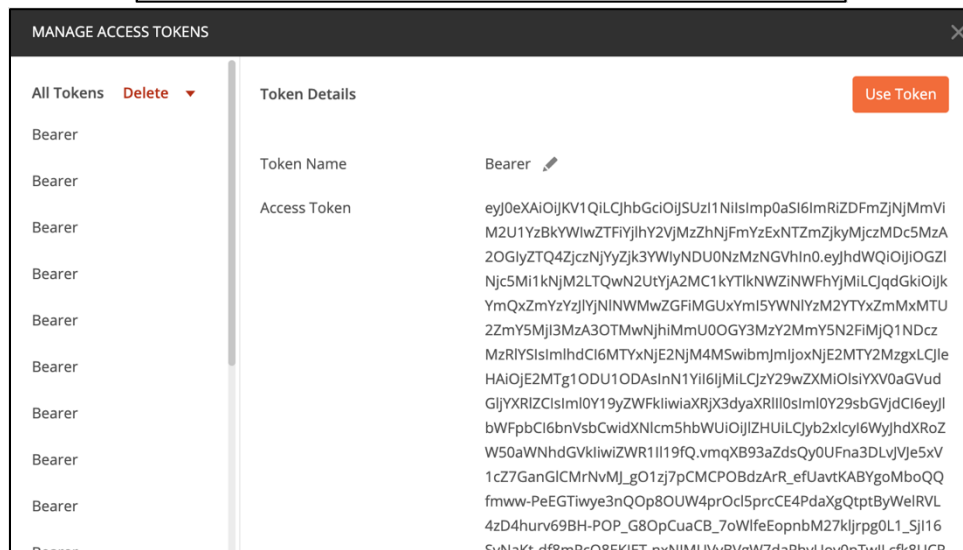 MANAGE ACCESS TOKENS
All Tokens Delete
Token Details
Use Token
Bearer
Token Name
Bearer
Bearer
Access Token
Bearer
Bearer
Bearer
Bearer
Bearer
Bearer
Bearer
eyJ0eXAiOiJKV1QiLCJhbGciOiJSUzI1NiIsImp0aSI6ImRiZDFmZjNjMmVi
M2U1YzBkYWIwZTFiYjlhY2VjMzZhNjFmYzExNTZmZjkyMjczMDc5MzA
2OGIyZTQ4ZjczNjYyZjk3YWIyNDU0NzMzNGVhIn0.eyJhdWQiOiJiOGZl
Njc5Mi1kNjM2LTQwN2UtYjA2MC1kYTlkNWZiNWFhYjMiLCJqdGkiOiJk
YmQxZmYzYzJlYjNlNWMwZGFiMGUxYmI5YWNlYzM2YTYxZmMxMTU
2ZmY5MjI3MzA3OTMwNjhiMmU0OGY3MzY2MmY5N2FiMjQ1NDcz
MzRlYSIsImlhdCI6MTYxNjE2NjM4MSwibmJmIjoxNjE2MTY2MzgxLCJle
HAiOjE2MTg1ODU1ODAsInN1YiI6IjMiLCJzY29wZXMiOlsiYXV0aGVud
GljYXRlZCIsIml0Y19yZWFkIiwiaXRjX3dyaXRlIl0sIml0Y29sbGVjdCI6eyJl
bWFpbCI6bnVsbCwidXNlcm5hbWUiOiJlZHUiLCJyb2xlcyI6WyJhdXRoZ
W50aWNhdGVkIiwiZWR1Il19fQ.vmqXB93aZdsQy0UFna3DLvJVJe5xV
1cZ7GanGlCMrNvMJ_gO1zj7pCMCPOBdzArR_efUavtKABYgoMboQQ
fmww-PeEGTiwye3nQOp8OUW4prOcl5prcCE4PdaXgQtptByWelRVL
4zD4hurv69BH-POP_G8OpCuaCB_7oWlfeEopnbM27kljrpg0L1_SjI16